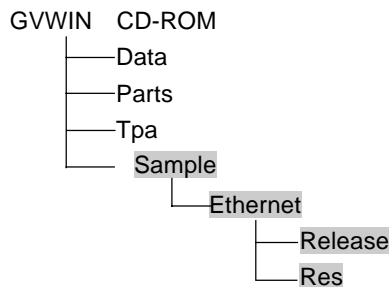 GVWIN CD-ROM
Data
Parts
Tpa
Sample
Ethernet
Release
Res